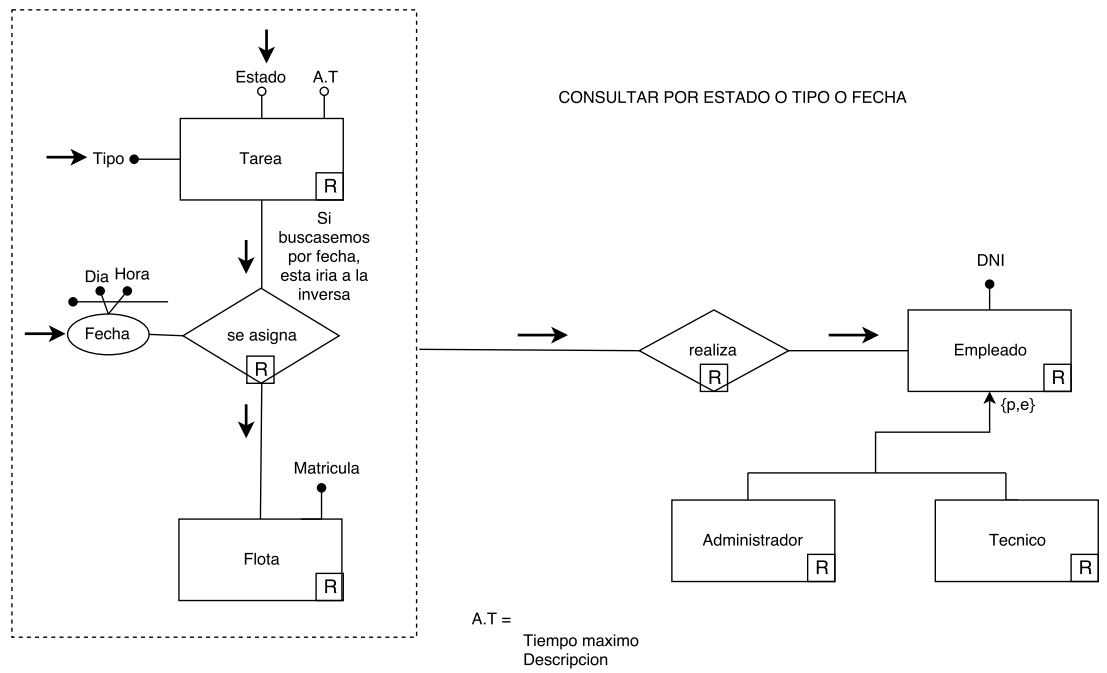 Estado
A.T
CONSULTAR POR ESTADO O TIPO O FECHA
Tipo
Tarea
R
Si
buscasemos
por fecha,
esta iria a la
inversa
Dia
Hora
Fecha
se asigna
R
DNI
realiza
R
Empleado
R
{p,e}
Matricula
Flota
R
Administrador
R
Tecnico
R
A.T =
Tiempo maximo
Descripcion